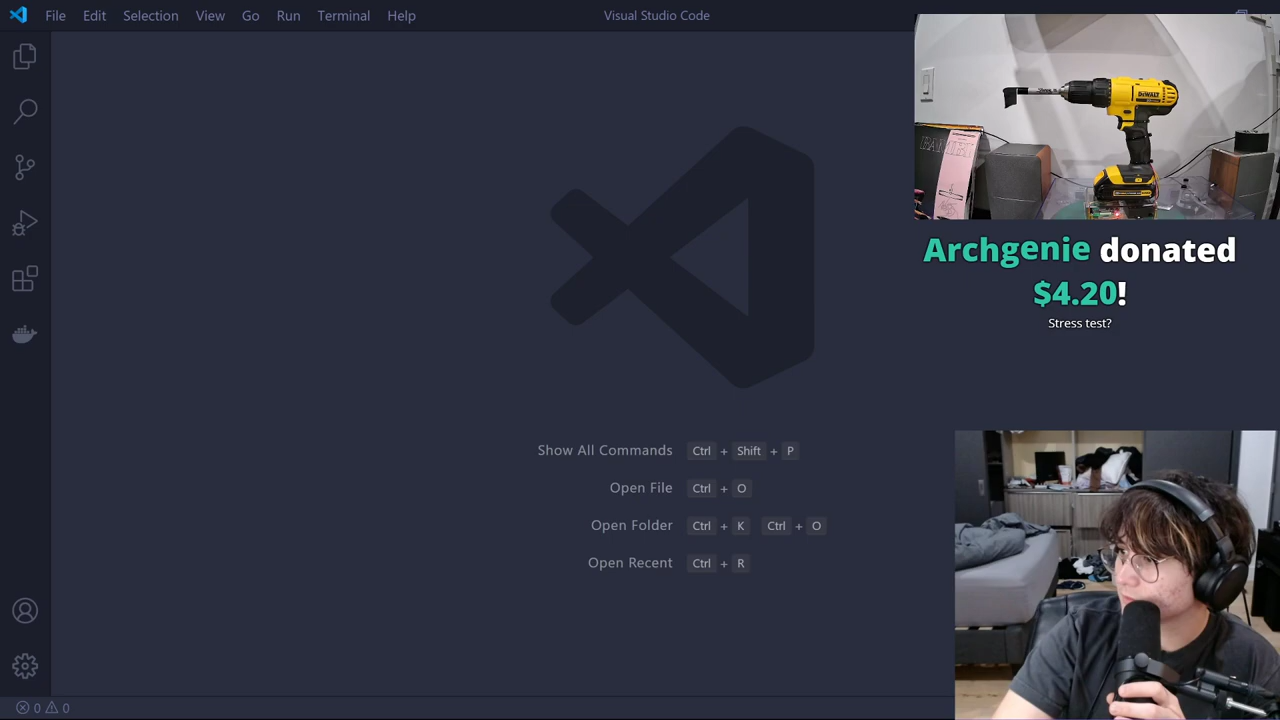 File Edit Selection View Go Run Terminal Help
Visual Studio Code
DEWALT
Archgenie donated
$4.20!
Stress test?
Show All Commands Ctrl + Shift + P
Open File Ctrl + O
Open Folder Ctrl + K Ctrl + O
Open Recent Ctrl + R
0 0